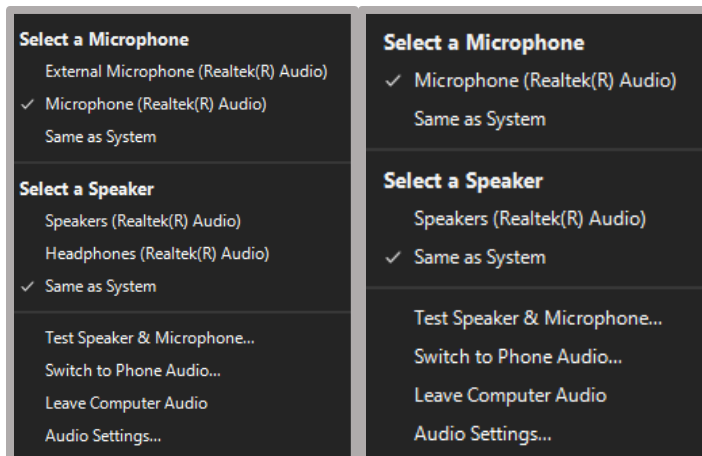 Select a Microphone
External Microphone (Realtek(R) Audio)
Microphone (Realtek(R) Audio)
Same as System
Select a Speaker
Speakers (Realtek(R) Audio)
Headphones (Realtek(R) Audio)
Same as System
Test Speaker & Microphone...
Switch to Phone Audio...
Leave Computer Audio
Audio Settings...
Select a Microphone
Microphone (Realtek(R) Audio)
Same as System
Select a Speaker
Speakers (Realtek(R) Audio)
Same as System
Test Speaker & Microphone...
Switch to Phone Audio...
Leave Computer Audio
Audio Settings...